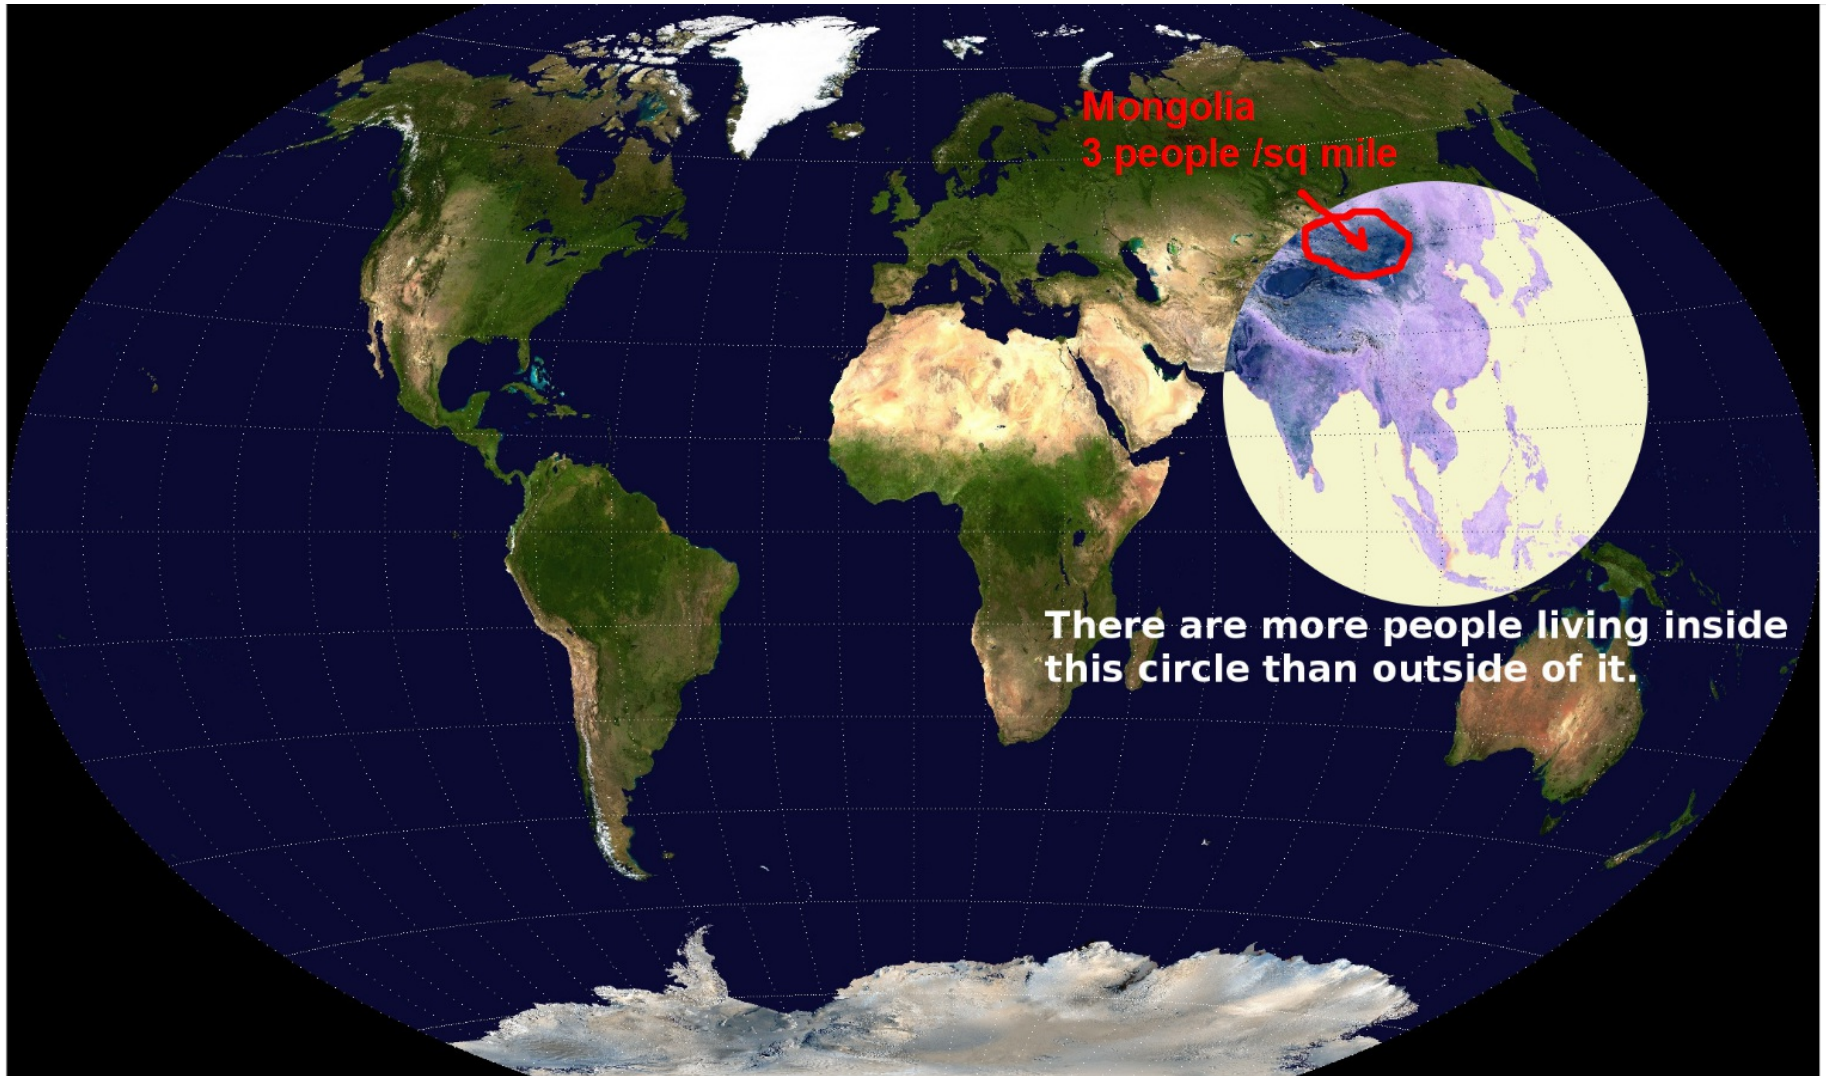 Mongolia
3 people /sq mile
There are more people living inside
this circle than outside of it.